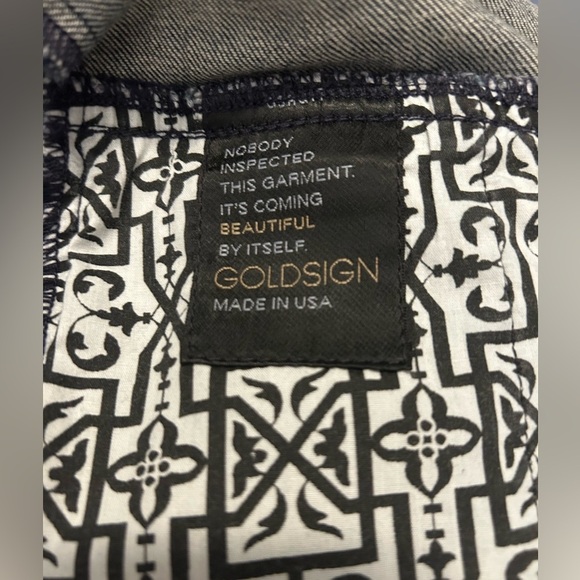 NOBODY
INSPECTED
THIS GARMENT.
IT'S COMING
BEAUTIFUL
BY ITSELF.
GOLDSIGN
MADE IN USA